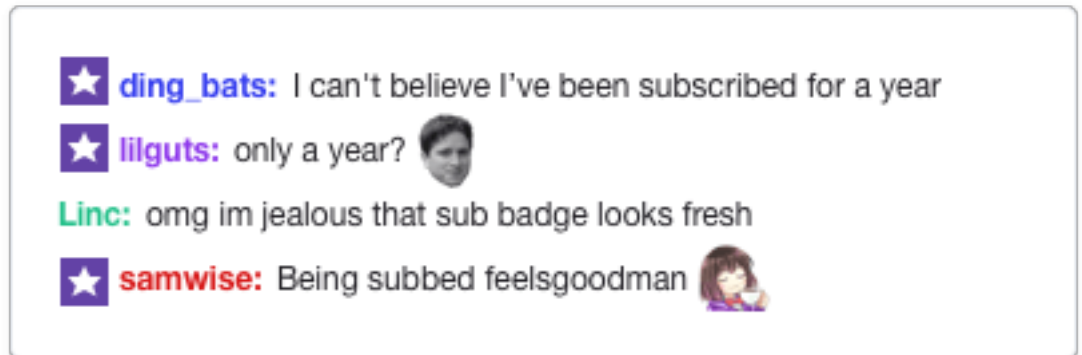 ding_bats: I can't believe I've been subscribed for a year
lilguts: only a year?
Linc: omg im jealous that sub badge looks fresh
samwise: Being subbed feelsgoodman